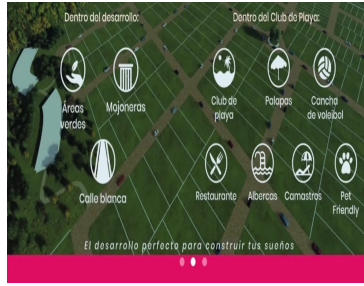 Dentro del desarrollo:
Dentro del Club de Playa:
Áreas
verdes
Mojoneras
Club de
playa
Palapas
Cancha
de voleibol
Calle blanca
Restaurante
Albercas
Camastros
Pet
Friendly
El desarrollo perfecto para construir tus sueños